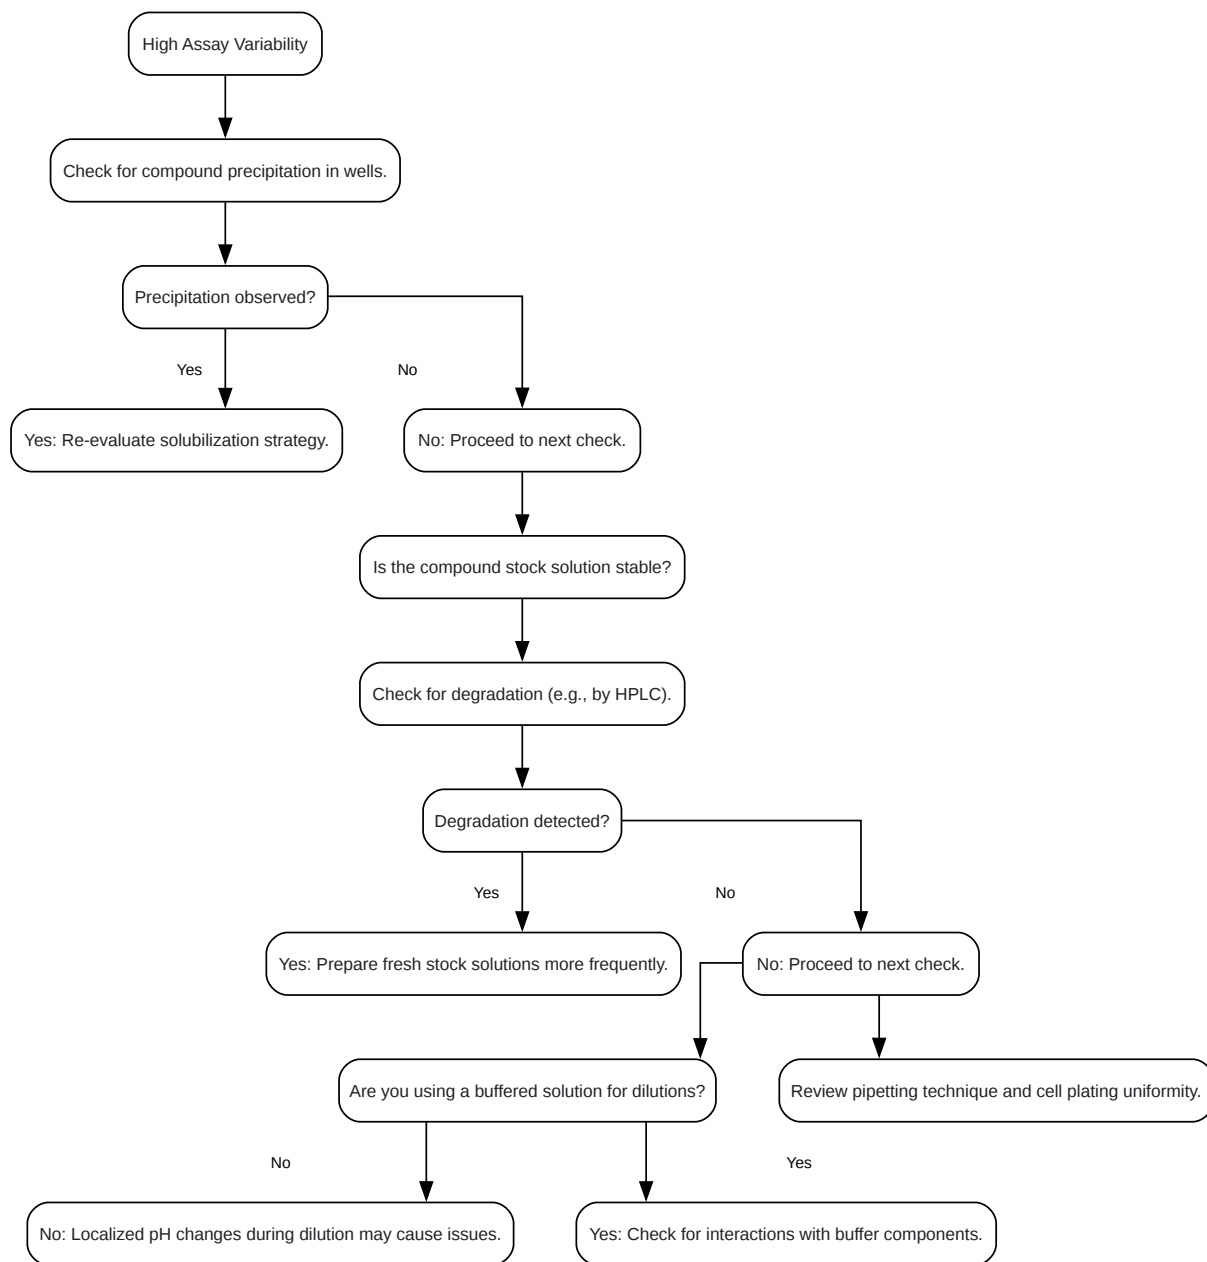 High Assay Variability
Check for compound precipitation in wells.
Precipitation observed?
Yes
No
Yes: Re-evaluate solubilization strategy.
No: Proceed to next check.
Is the compound stock solution stable?
Check for degradation (e.g., by HPLC).
Degradation detected?
Yes
No
Yes: Prepare fresh stock solutions more frequently.
No: Proceed to next check.
Are you using a buffered solution for dilutions?
Review pipetting technique and cell plating uniformity.
No
Yes
No: Localized pH changes during dilution may cause issues.
Yes: Check for interactions with buffer components.